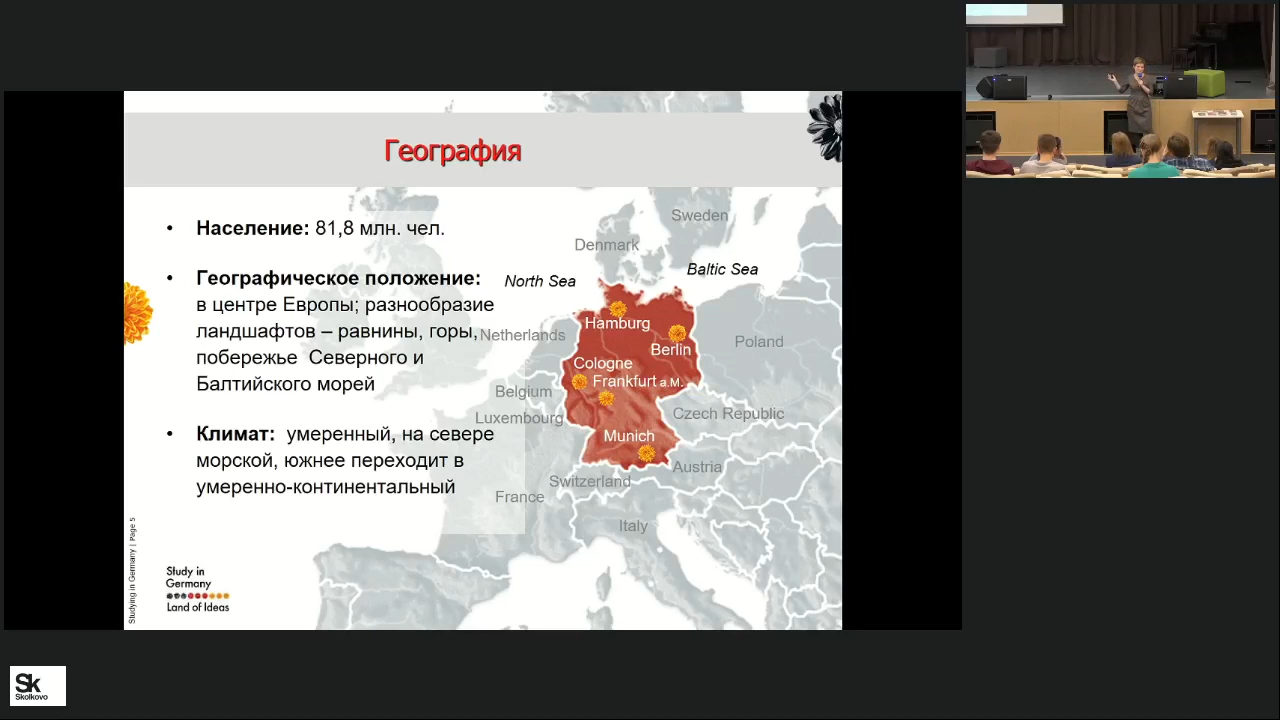 География
• Население: 81,8 млн. чел.
• Географическое положение:
в центре Европы; разнообразие
ландшафтов – равнины, горы,
побережье Северного и
Балтийского морей
• Климат: умеренный, на севере
морской, южнее переходит в
умеренно-континентальный
Sweden
Denmark
Baltic Sea
North Sea
Hamburg
Netherlands
Berlin
Poland
Cologne
Frankfurt a.M.
Belgium
Czech Republic
Luxembourg
Munich
Austria
Switzerland
France
Italy
Studying in Germany | Page 5
Study in
Germany
Land of Ideas
Sk
Skolkovo